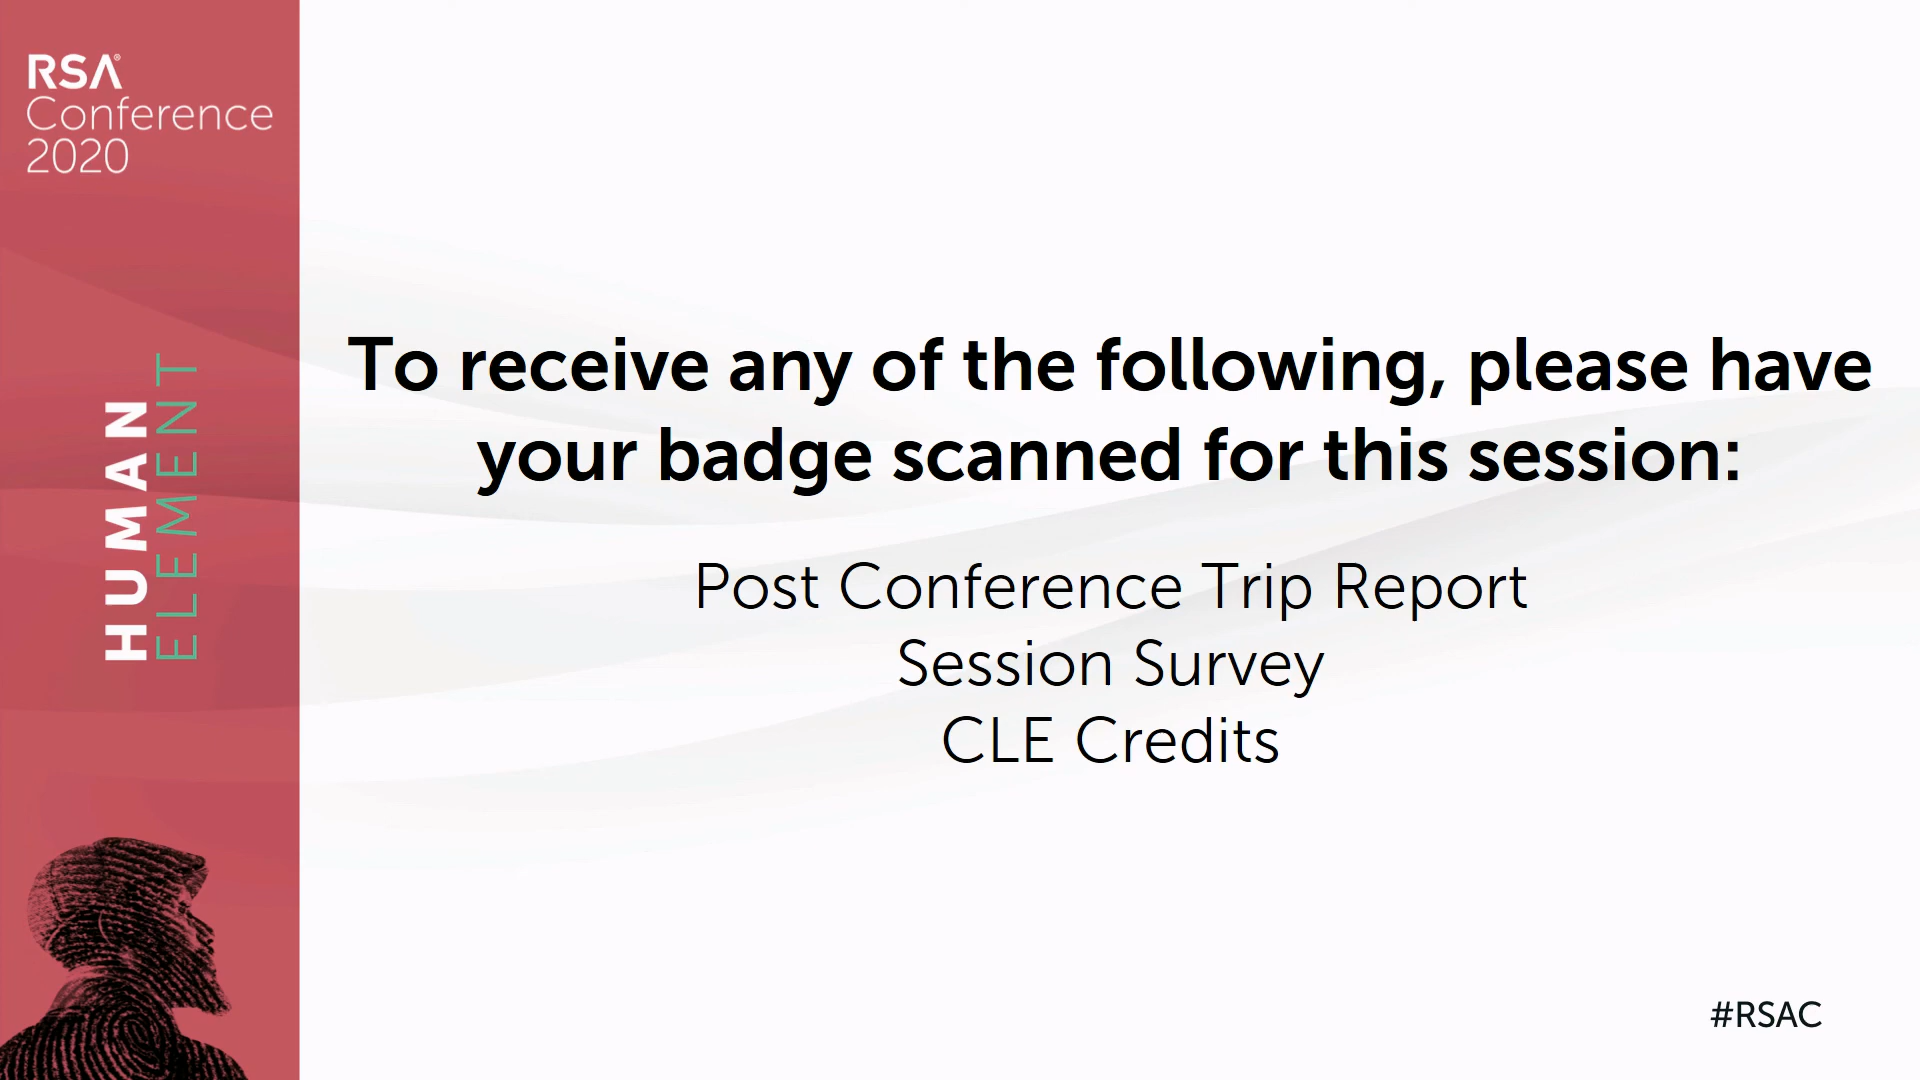 RSA®
Conference
2020
HUMAN
ELEMENT
To receive any of the following, please have
your badge scanned for this session:
Post Conference Trip Report
Session Survey
CLE Credits
#RSAC